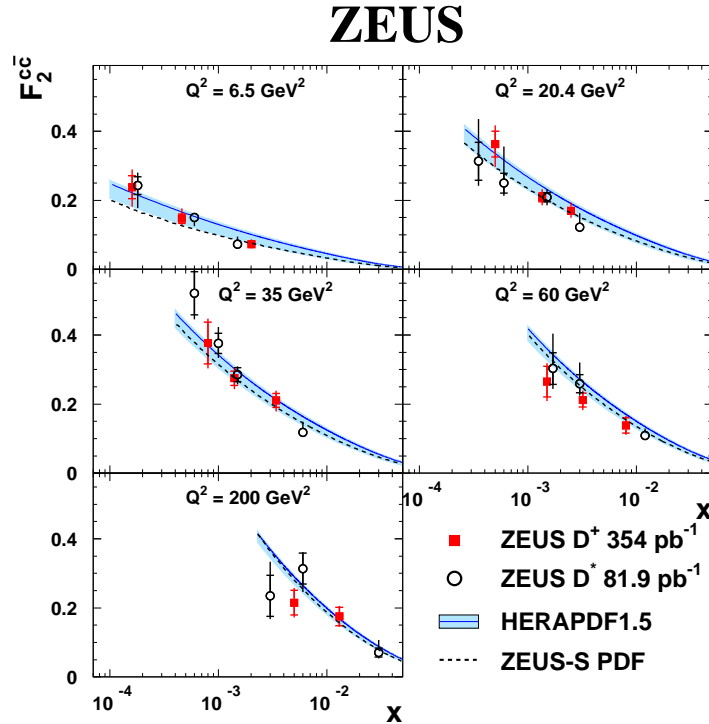 ZEUS
F₂^cc̄
Q² = 6.5 GeV²
Q² = 20.4 GeV²
0.4
0.2
0
Q² = 35 GeV²
Q² = 60 GeV²
0.4
0.2
0
10⁻⁴ 10⁻³ 10⁻² x
Q² = 200 GeV²
0.4
0.2
0
10⁻⁴ 10⁻³ 10⁻² x
ZEUS D⁺ 354 pb⁻¹
ZEUS D* 81.9 pb⁻¹
HERAPDF1.5
ZEUS-S PDF